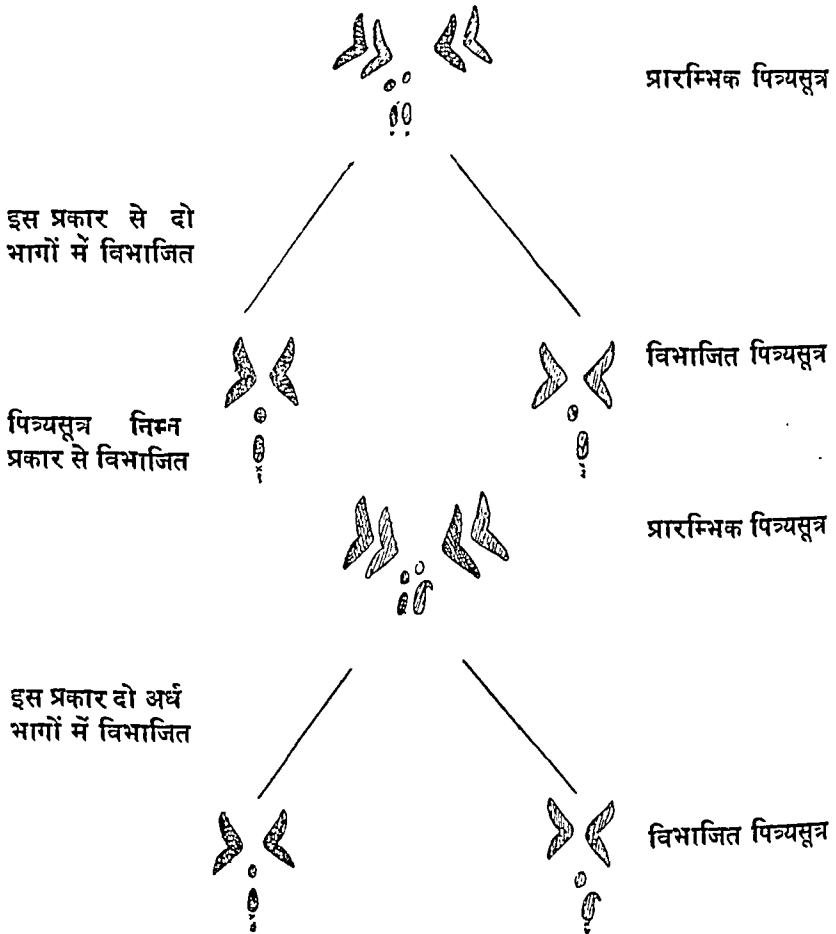 प्रारम्भिक पित्र्यसूत्र
इस प्रकार से दो
भागों में विभाजित
विभाजित पित्र्यसूत्र
पित्र्यसूत्र निम्न
प्रकार से विभाजित
प्रारम्भिक पित्र्यसूत्र
इस प्रकार दो अर्ध
भागों में विभाजित
विभाजित पित्र्यसूत्र